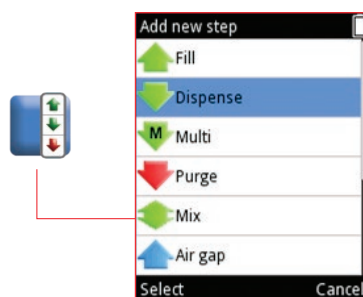 Add new step
Fill
Dispense
M Multi
Purge
Mix
Air gap
Select Cancel